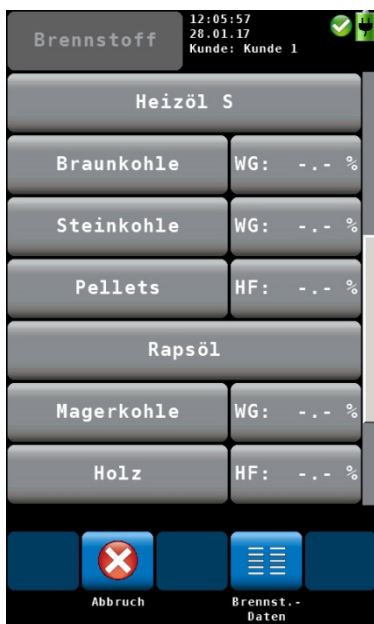 Brennstoff
12:05:57
28.01.17
Kunde: Kunde 1
Heizöl S
Braunkohle WG: -.- %
Steinkohle WG: -.- %
Pellets HF: -.- %
Rapsöl
Magerkohle WG: -.- %
Holz HF: -.- %
Abbruch Brennst.-
Daten